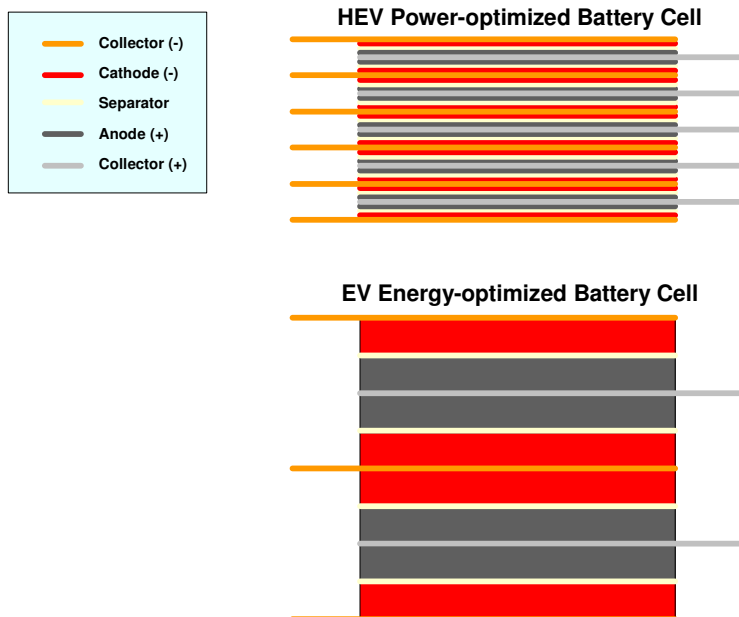 HEV Power-optimized Battery Cell
Collector (-)
Cathode (-)
Separator
Anode (+)
Collector (+)
EV Energy-optimized Battery Cell